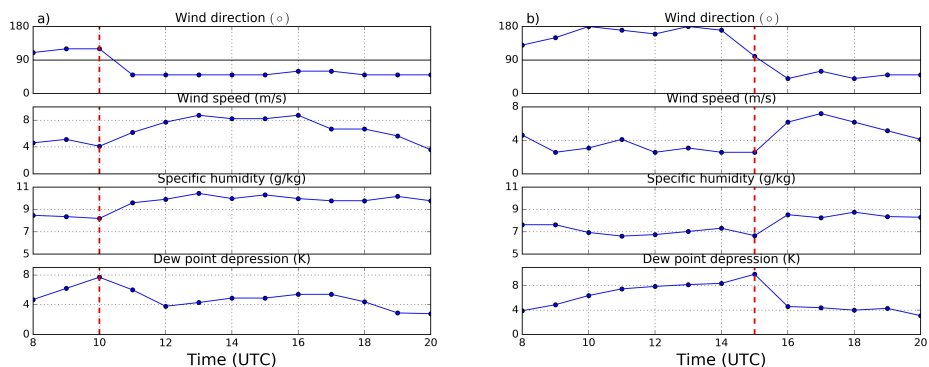 a)
Wind direction (∘)
180
90
0
Wind speed (m/s)
8
4
0
Specific humidity (g/kg)
11
9
7
5
Dew point depression (K)
8
4
0
8 10 12 14 16 18 20
Time (UTC)
b)
Wind direction (∘)
180
90
0
Wind speed (m/s)
8
4
0
Specific humidity (g/kg)
11
9
7
5
Dew point depression (K)
8
4
0
8 10 12 14 16 18 20
Time (UTC)